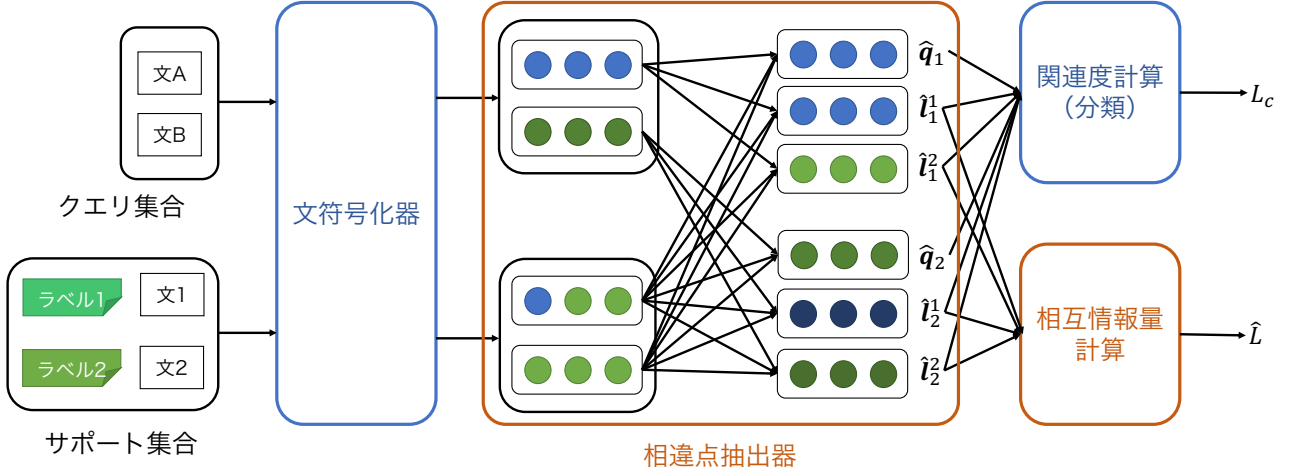 文A
文B
クエリ集合
ラベル1
文1
ラベル2
文2
サポート集合
文符号化器
q̂₁
l̂₁¹
l̂₁²
q̂₂
l̂₂¹
l̂₂²
相違点抽出器
関連度計算
（分類）
L_c
相互情報量
計算
L̂